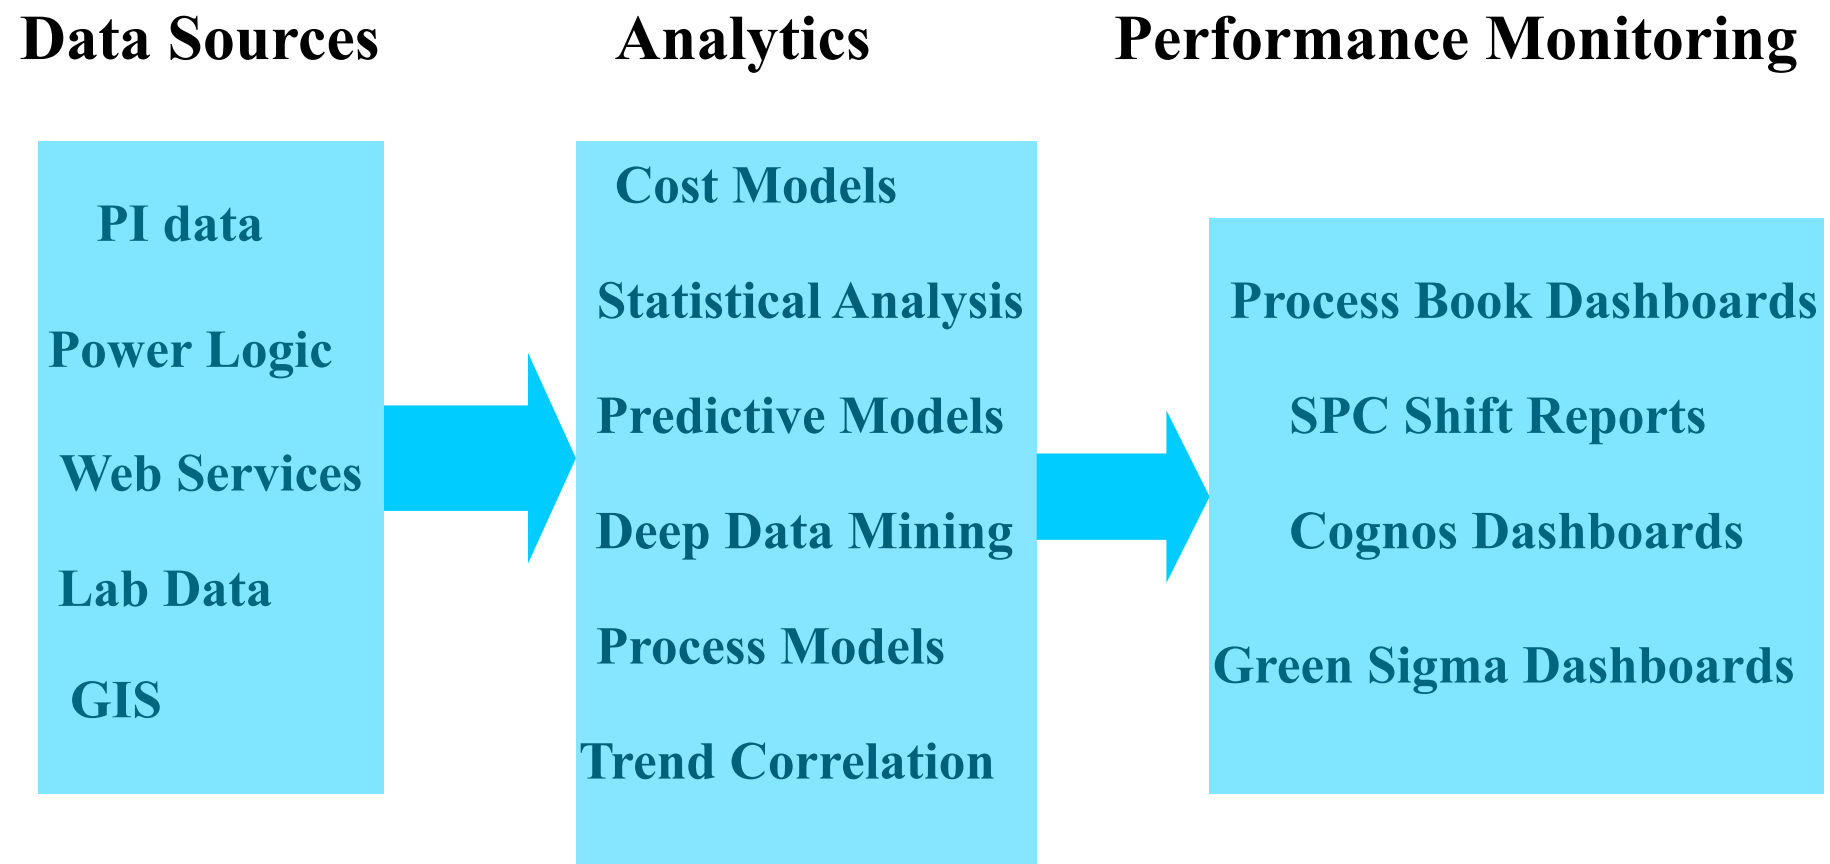 Data Sources
Analytics
Performance Monitoring
PI data
Power Logic
Web Services
Lab Data
GIS
Cost Models
Statistical Analysis
Predictive Models
Deep Data Mining
Process Models
Trend Correlation
Process Book Dashboards
SPC Shift Reports
Cognos Dashboards
Green Sigma Dashboards